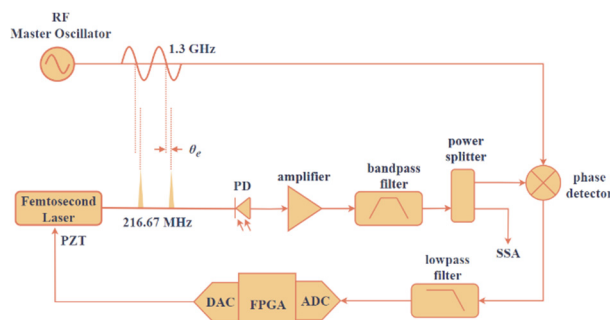 RF
Master Oscillator
1.3 GHz
θe
power
splitter
bandpass
filter
amplifier
PD
phase
detector
Femtosecond
Laser
216.67 MHz
PZT
SSA
lowpass
filter
DAC
FPGA
ADC